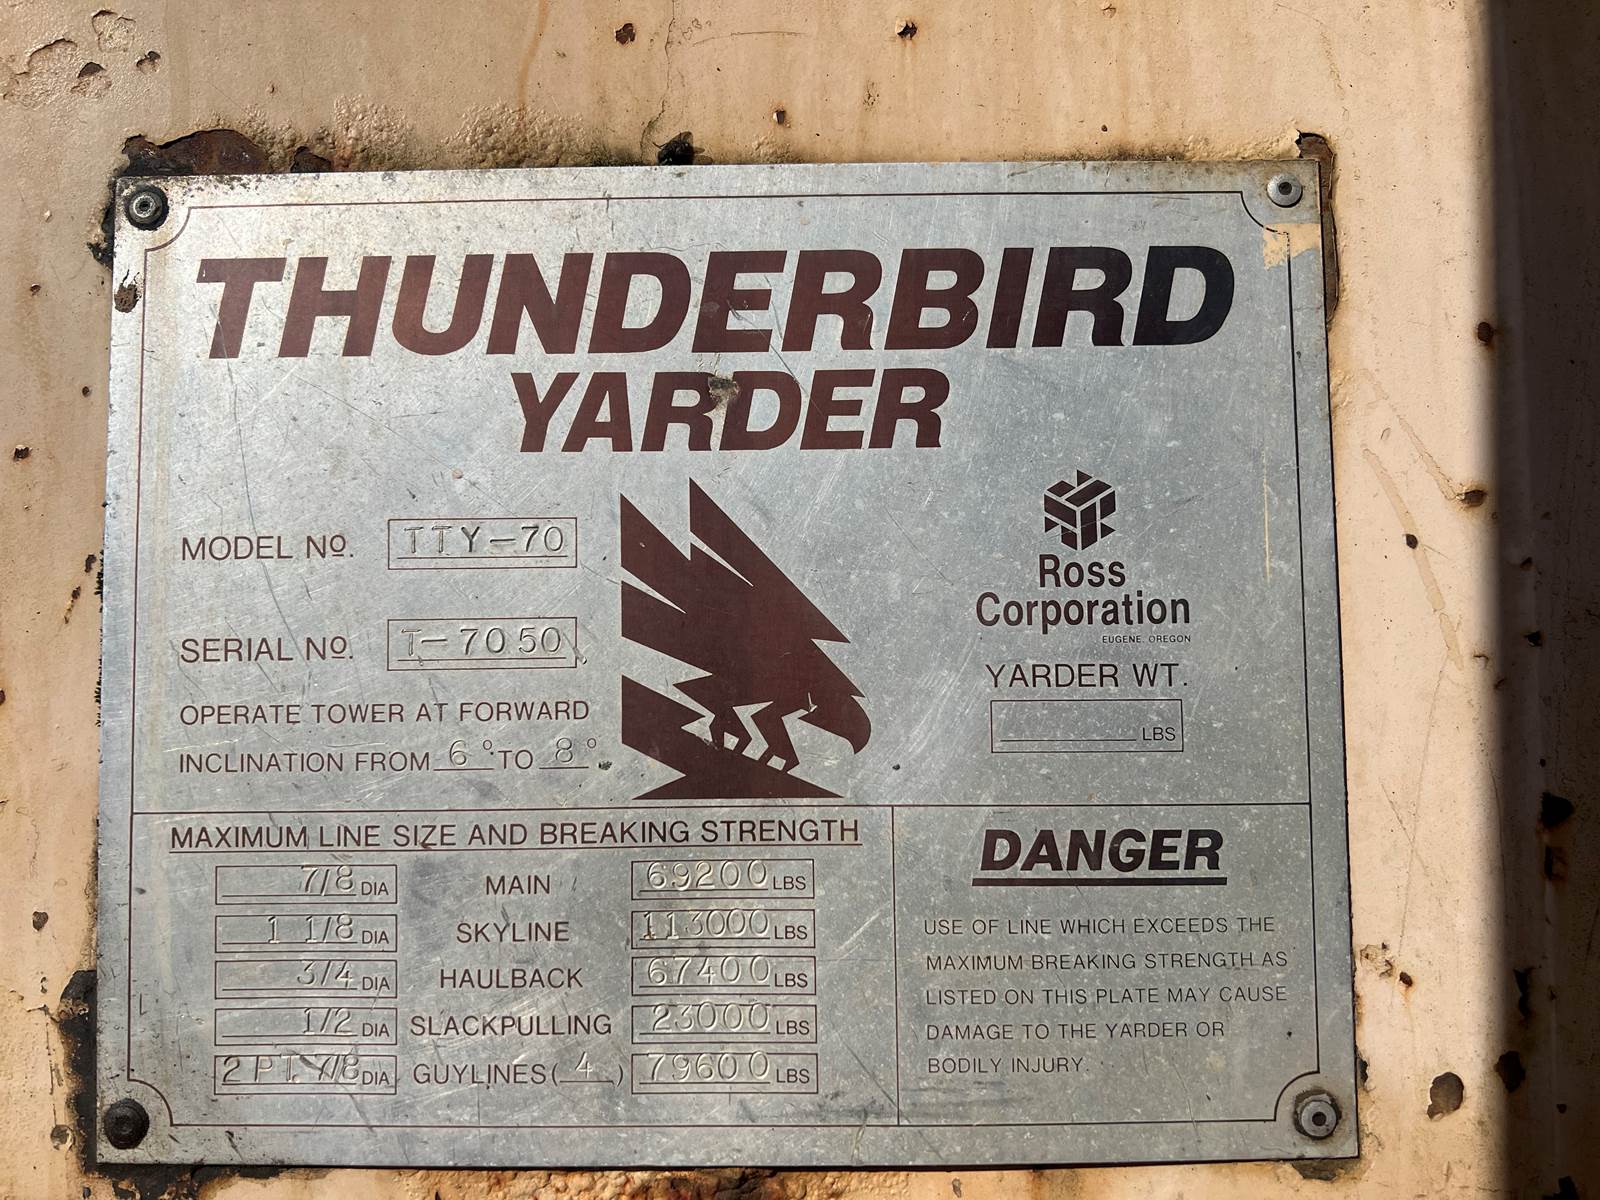 THUNDERBIRD
YARDER
MODEL Nº. TTY-70
SERIAL Nº. T-7050
OPERATE TOWER AT FORWARD
INCLINATION FROM 6° TO 8°.
Ross
Corporation
EUGENE, OREGON
YARDER WT.
LBS
MAXIMUM LINE SIZE AND BREAKING STRENGTH
7/8 DIA MAIN 69200 LBS
1 1/8 DIA SKYLINE 113000 LBS
3/4 DIA HAULBACK 67400 LBS
1/2 DIA SLACKPULLING 23000 LBS
2 PT. 7/8 DIA GUYLINES (4) 79600 LBS
DANGER
USE OF LINE WHICH EXCEEDS THE
MAXIMUM BREAKING STRENGTH AS
LISTED ON THIS PLATE MAY CAUSE
DAMAGE TO THE YARDER OR
BODILY INJURY.